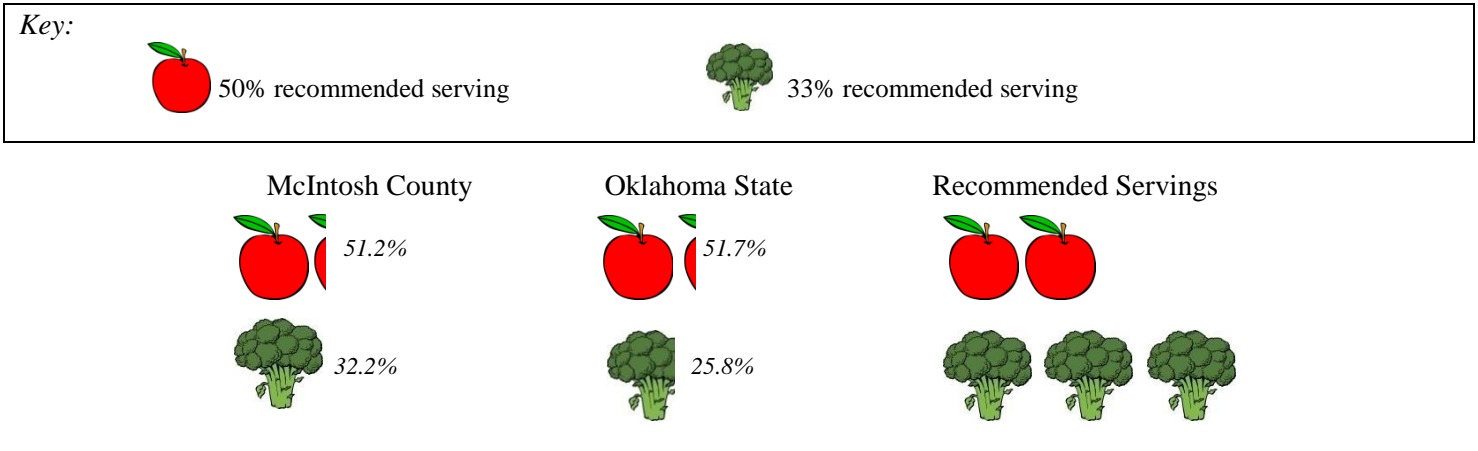 Key:
50% recommended serving 33% recommended serving
McIntosh County Oklahoma State Recommended Servings
51.2% 51.7%
32.2% 25.8%